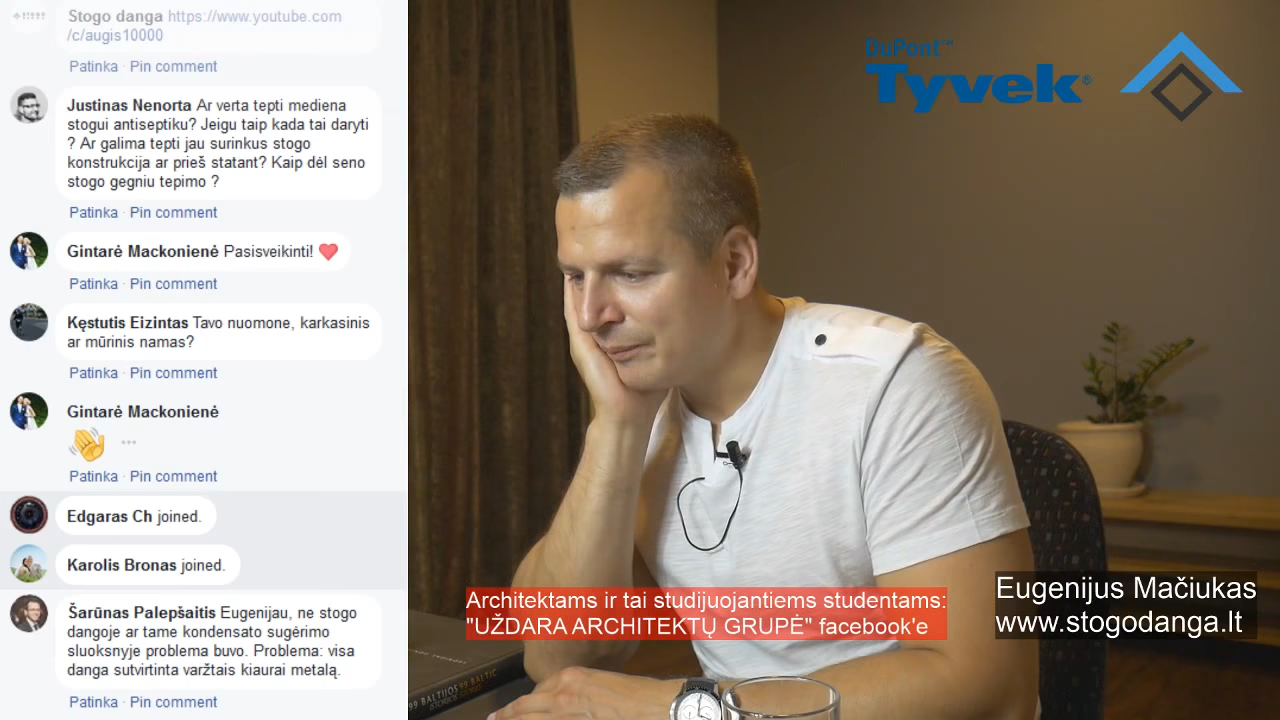 Stogo danga https://www.youtube.com
/c/augis10000
Patinka · Pin comment
Justinas Nenorta Ar verta tepti mediena
stogui antiseptiku? Jeigu taip kada tai daryti
? Ar galima tepti jau surinkus stogo
konstrukcija ar prieš statant? Kaip dėl seno
stogo gegniu tepimo ?
Patinka · Pin comment
Gintarė Mackonienė Pasisveikinti!
Patinka · Pin comment
Kęstutis Eizintas Tavo nuomone, karkasinis
ar mūrinis namas?
Patinka · Pin comment
Gintarė Mackonienė
Patinka · Pin comment
Edgaras Ch joined.
Karolis Bronas joined.
Šarūnas Palepšaitis Eugenijau, ne stogo
dangoje ar tame kondensato sugėrimo
sluoksnyje problema buvo. Problema: visa
danga sutvirtinta varžtais kiaurai metalą.
Patinka · Pin comment
DuPont™
Tyvek®
Architektams ir tai studijuojantiems studentams:
"UŽDARA ARCHITEKTŲ GRUPĖ" facebook'e
Eugenijus Mačiukas
www.stogodanga.lt
99 BALTIJOS 99 BALTIC